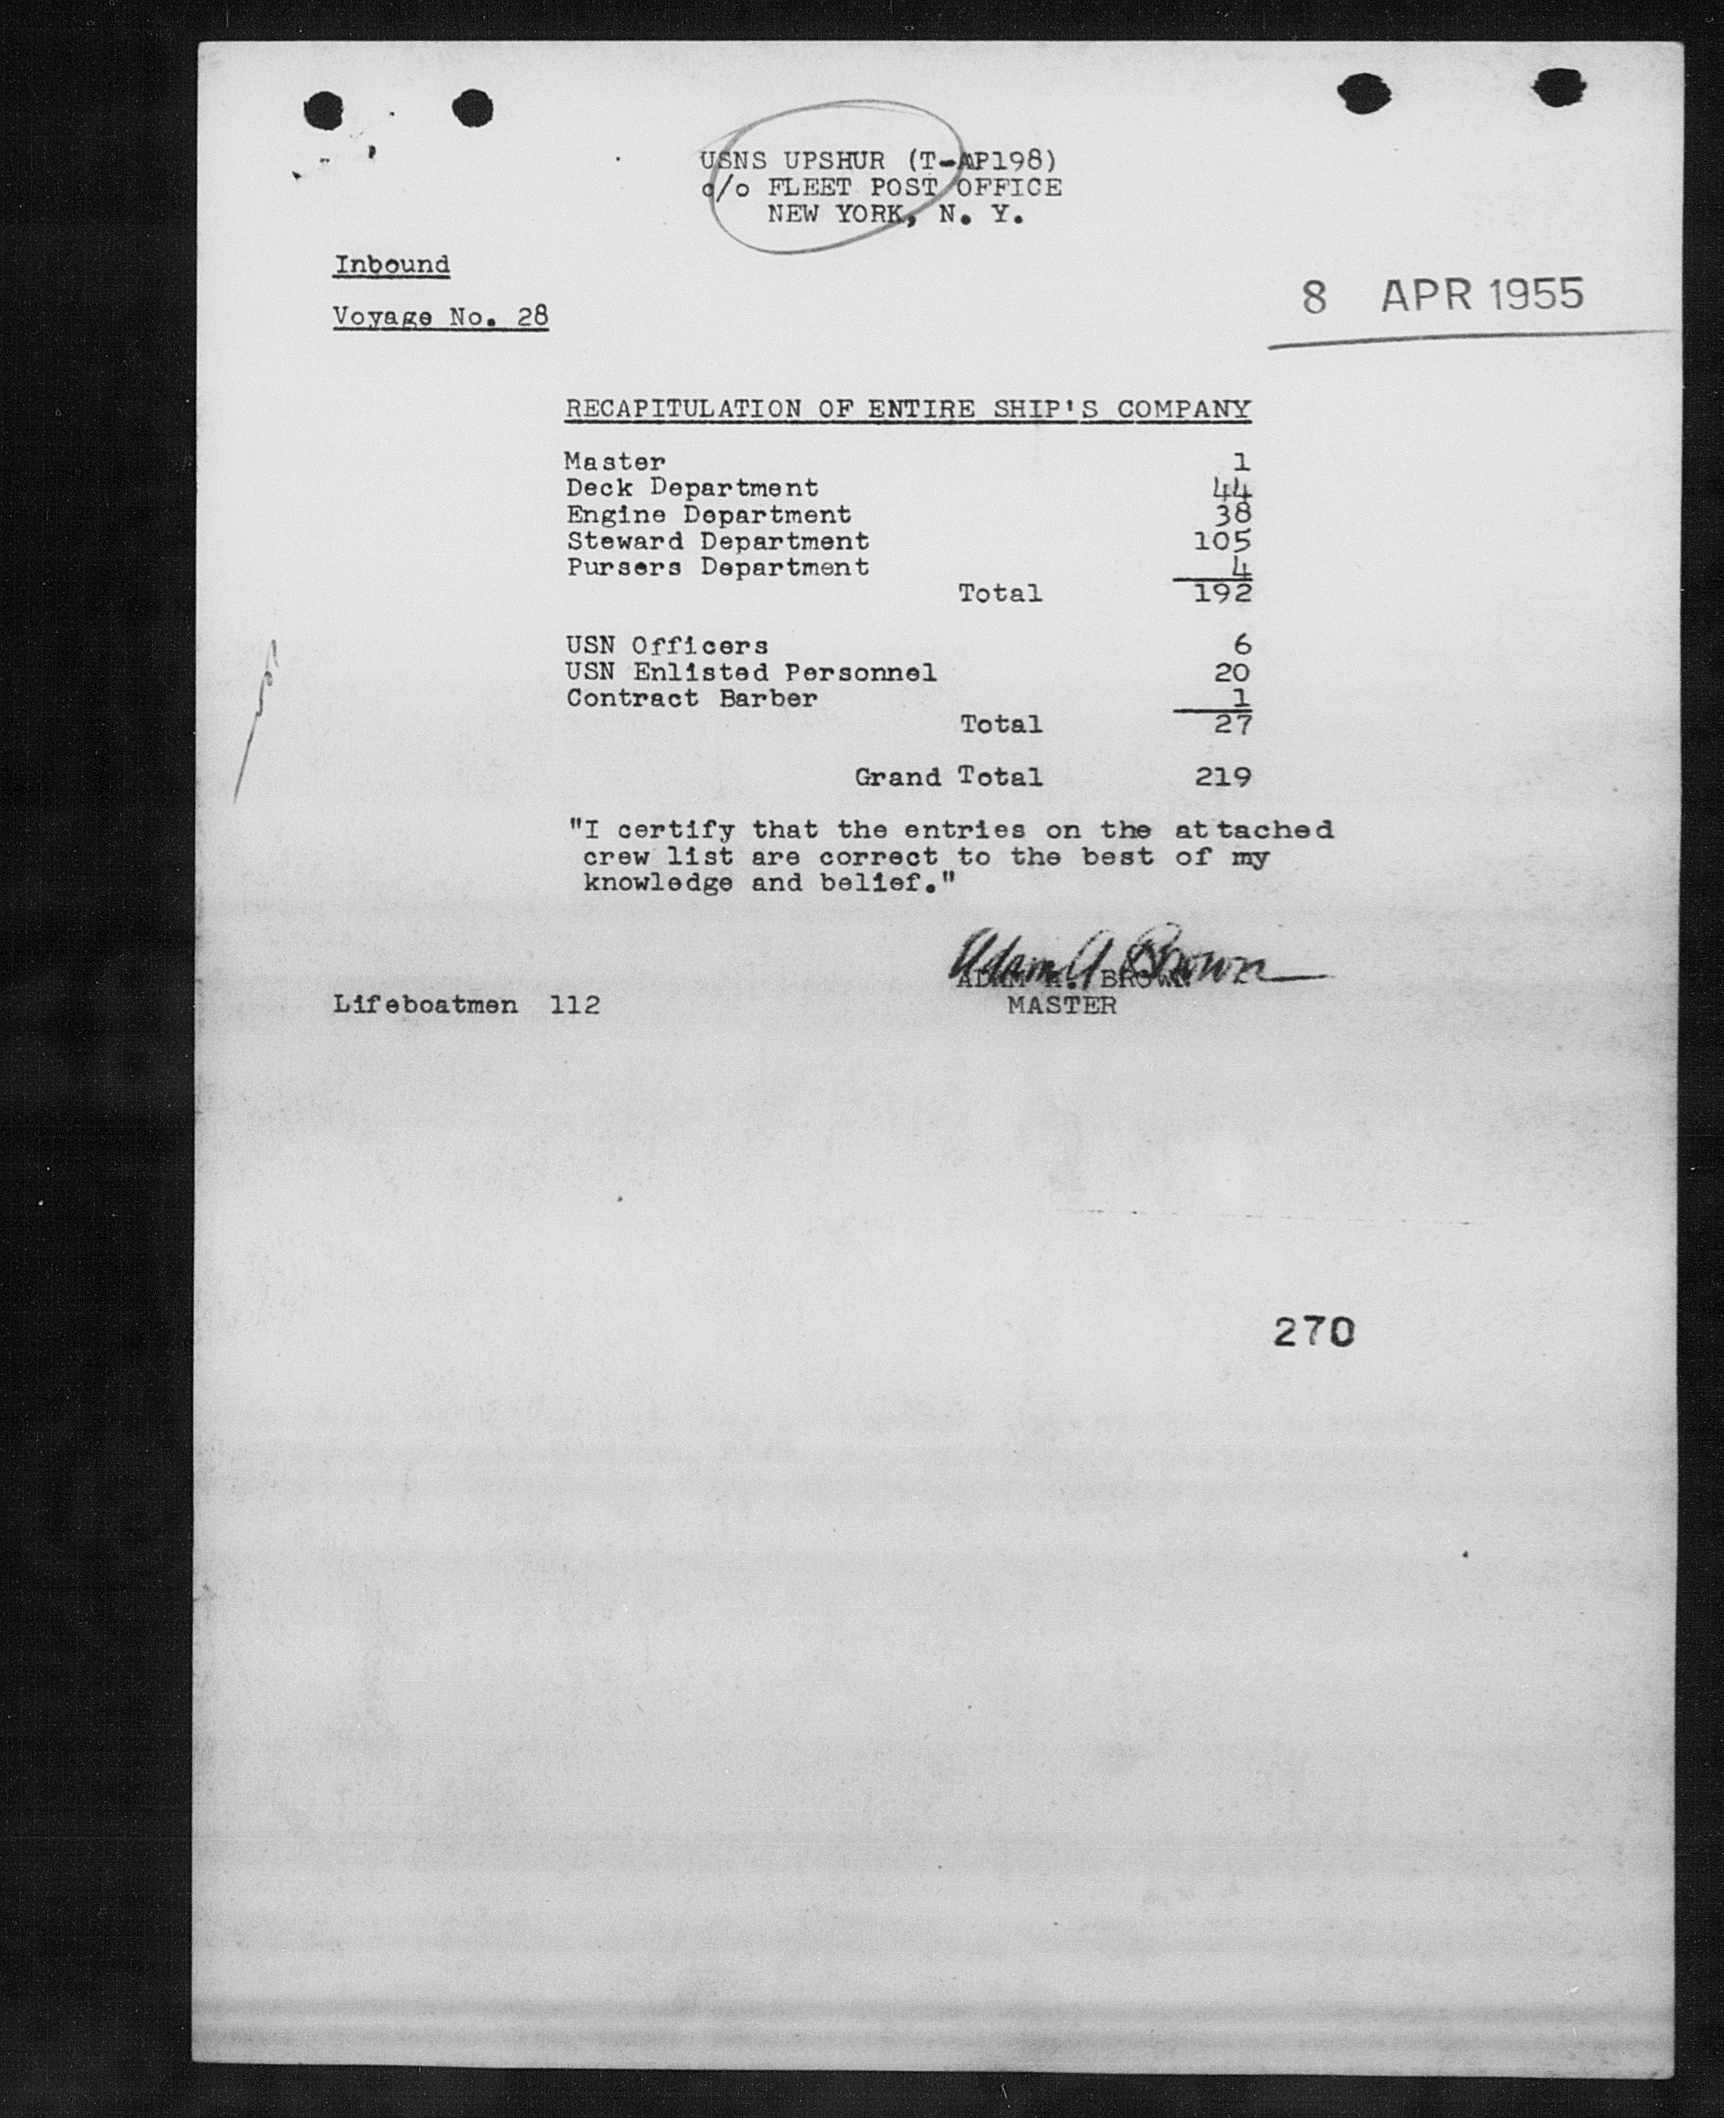 USNS UPSHUR (T-AP198)
c/o FLEET POST OFFICE
NEW YORK, N. Y.
Inbound
Voyage No. 28
8 APR 1955
RECAPITULATION OF ENTIRE SHIP'S COMPANY
Master 1
Deck Department 44
Engine Department 38
Steward Department 105
Pursers Department 4
Total 192
USN Officers 6
USN Enlisted Personnel 20
Contract Barber 1
Total 27
Grand Total 219
"I certify that the entries on the attached
crew list are correct to the best of my
knowledge and belief."
Adam A Brown
ADAM A. BROWN
Lifeboatmen 112 MASTER
270